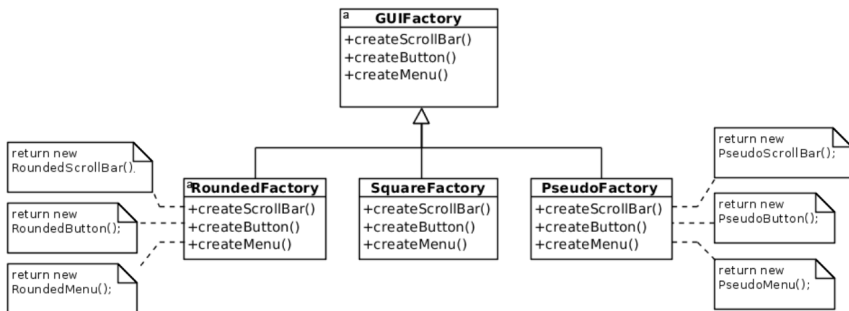 a
GUIFactory
+createScrollBar()
+createButton()
+createMenu()
return new
RoundedScrollBar().
return new
RoundedButton();
return new
RoundedMenu();
a
RoundedFactory
+createScrollBar()
+createButton()
+createMenu()
SquareFactory
+createScrollBar()
+createButton()
+createMenu()
PseudoFactory
+createScrollBar()
+createButton()
+createMenu()
return new
PseudoScrollBar();
return new
PseudoButton();
return new
PseudoMenu();